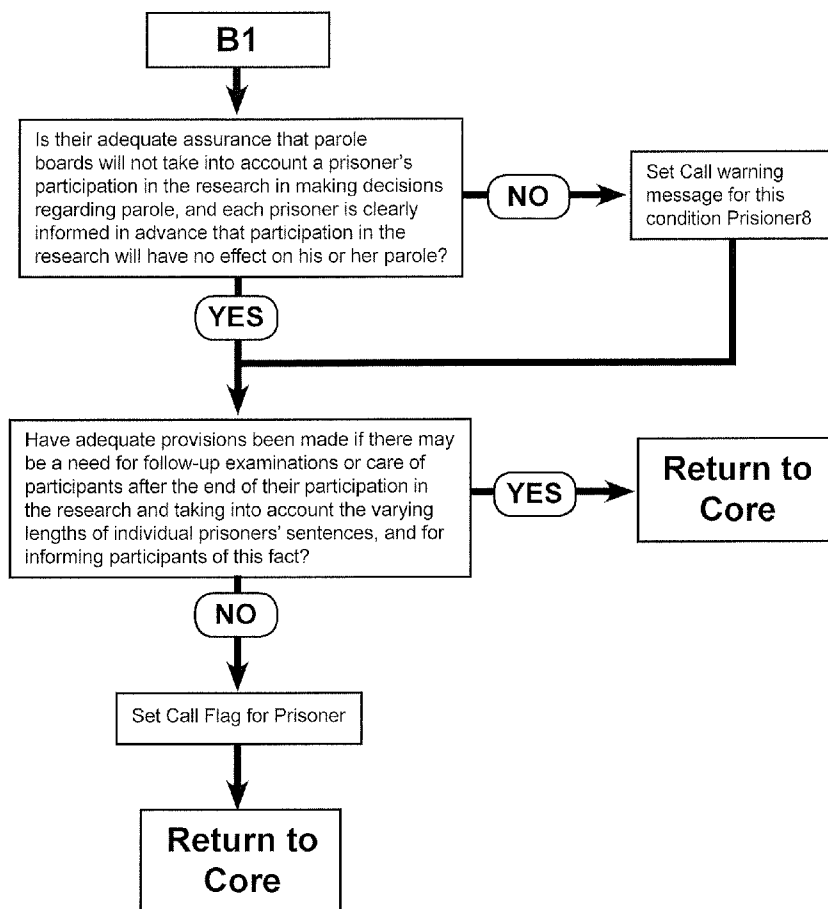 B1
Is their adequate assurance that parole
boards will not take into account a prisoner's
participation in the research in making decisions
regarding parole, and each prisoner is clearly
informed in advance that participation in the
research will have no effect on his or her parole?
NO
Set Call warning
message for this
condition Prisioner8
YES
Have adequate provisions been made if there may
be a need for follow-up examinations or care of
participants after the end of their participation in
the research and taking into account the varying
lengths of individual prisoners' sentences, and for
informing participants of this fact?
YES
Return to
Core
NO
Set Call Flag for Prisoner
Return to
Core